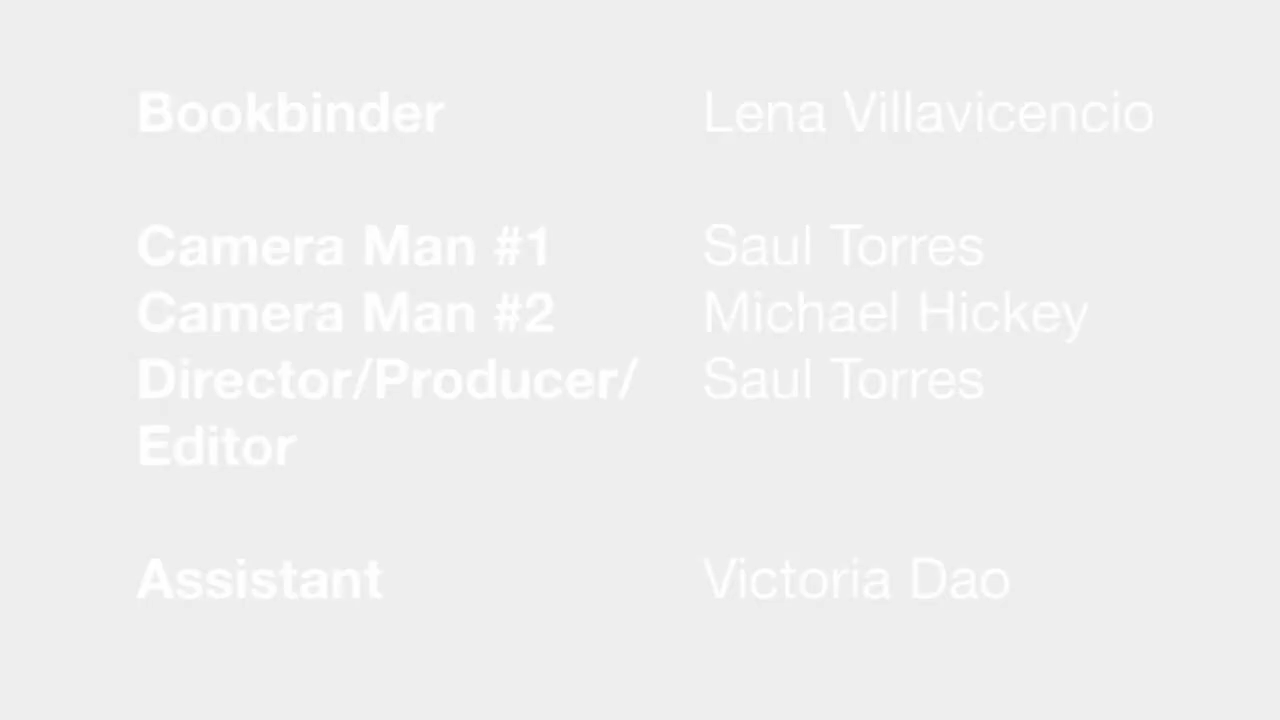 Bookbinder Lena Villavicencio
Camera Man #1 Saul Torres
Camera Man #2 Michael Hickey
Director/Producer/ Saul Torres
Editor
Assistant Victoria Dao